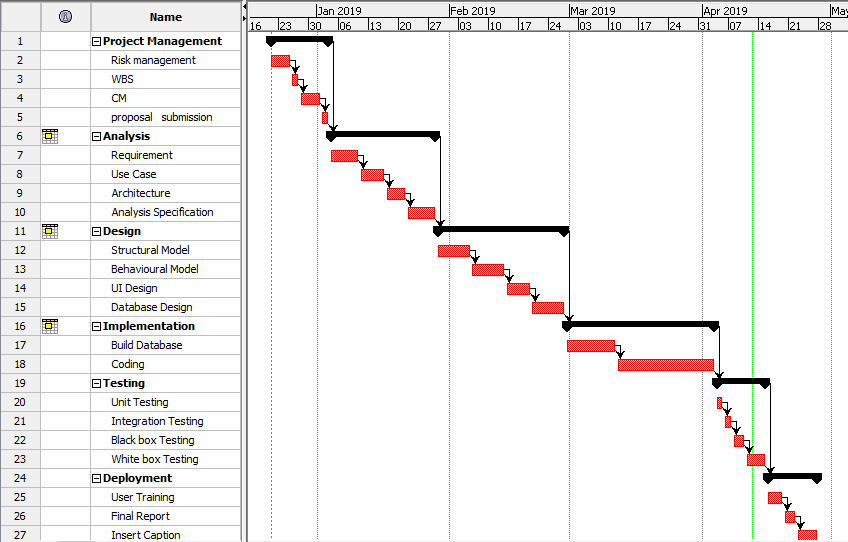 Name
Jan 2019 Feb 2019 Mar 2019 Apr 2019 May
16 23 30 06 13 20 27 03 10 17 24 03 10 17 24 31 07 14 21 28
1 Project Management
2 Risk management
3 WBS
4 CM
5 proposal submission
6 Analysis
7 Requirement
8 Use Case
9 Architecture
10 Analysis Specification
11 Design
12 Structural Model
13 Behavioural Model
14 UI Design
15 Database Design
16 Implementation
17 Build Database
18 Coding
19 Testing
20 Unit Testing
21 Integration Testing
22 Black box Testing
23 White box Testing
24 Deployment
25 User Training
26 Final Report
27 Insert Caption